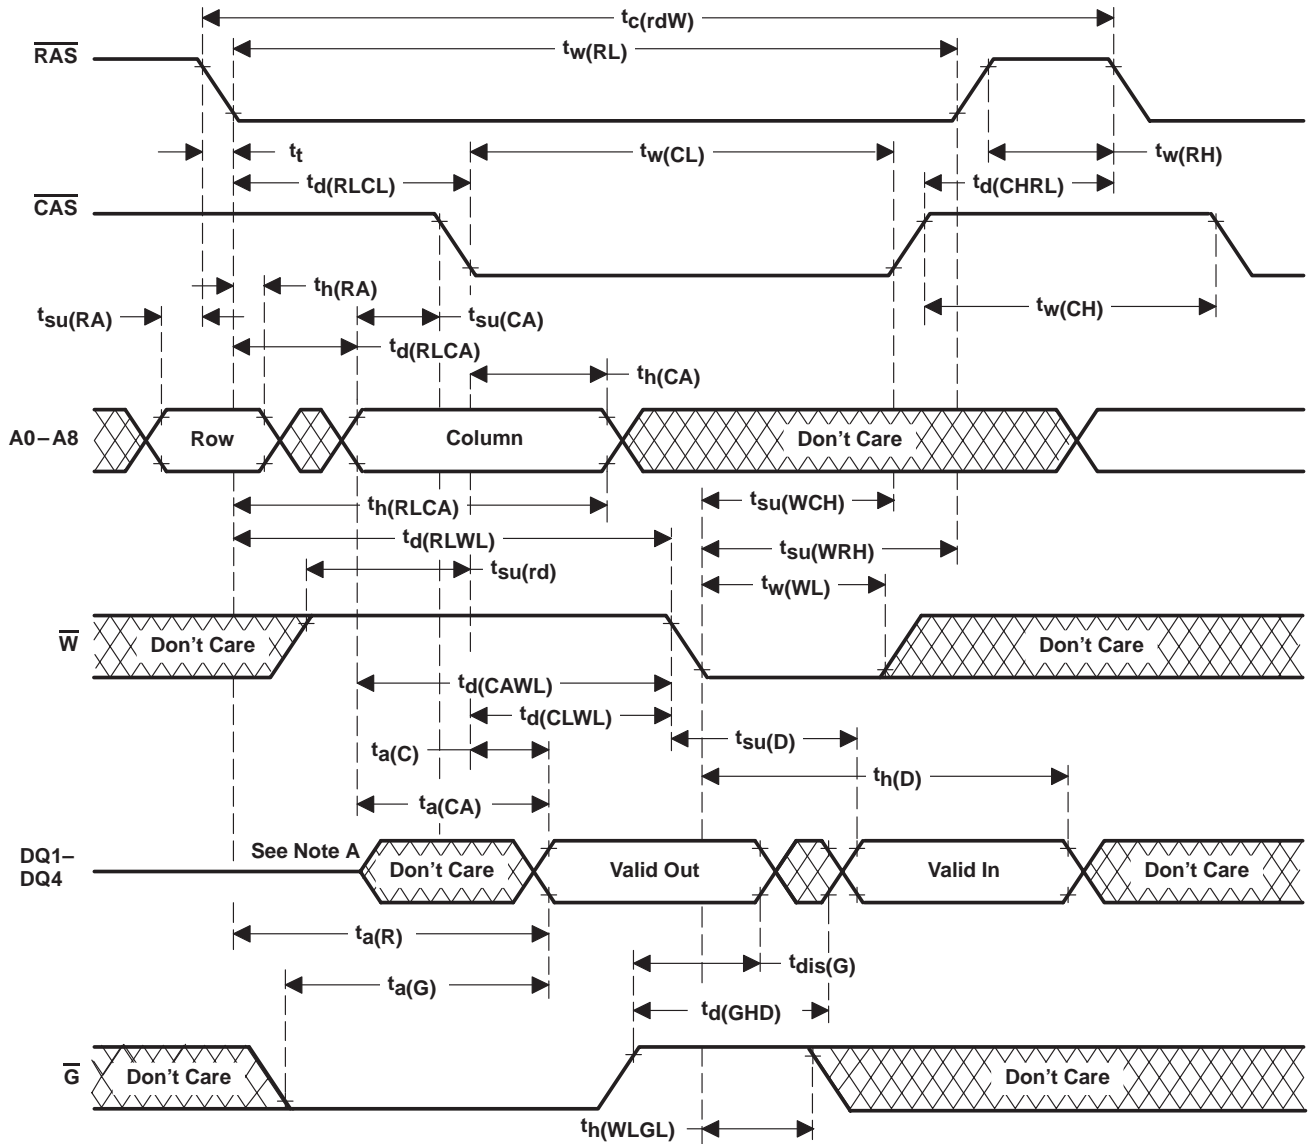 tc(rdW)
tw(RL)
RAS
tt
tw(CL)
tw(RH)
td(RLCL)
td(CHRL)
CAS
th(RA)
tsu(RA)
tsu(CA)
tw(CH)
td(RLCA)
th(CA)
A0–A8
Row
Column
Don't Care
th(RLCA)
tsu(WCH)
td(RLWL)
tsu(WRH)
tsu(rd)
tw(WL)
W
Don't Care
Don't Care
td(CAWL)
td(CLWL)
ta(C)
tsu(D)
th(D)
ta(CA)
See Note A
DQ1–
DQ4
Don't Care
Valid Out
Valid In
Don't Care
ta(R)
tdis(G)
ta(G)
td(GHD)
G
Don't Care
Don't Care
th(WLGL)